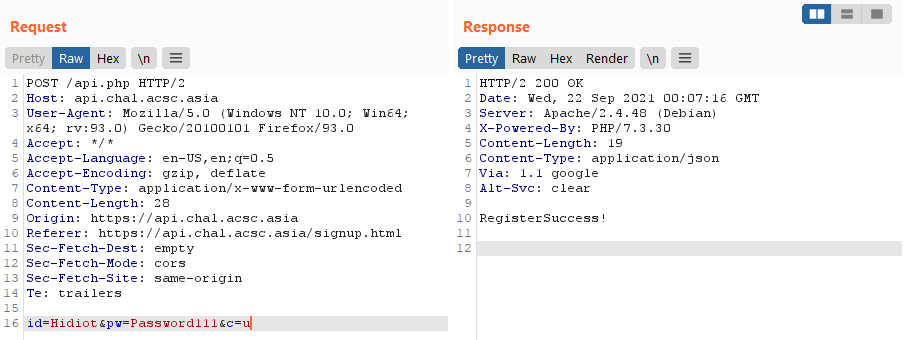 Request
Pretty Raw Hex \n
1 POST /api.php HTTP/2
2 Host: api.chal.acsc.asia
3 User-Agent: Mozilla/5.0 (Windows NT 10.0; Win64;
x64; rv:93.0) Gecko/20100101 Firefox/93.0
4 Accept: */*
5 Accept-Language: en-US,en;q=0.5
6 Accept-Encoding: gzip, deflate
7 Content-Type: application/x-www-form-urlencoded
8 Content-Length: 28
9 Origin: https://api.chal.acsc.asia
10 Referer: https://api.chal.acsc.asia/signup.html
11 Sec-Fetch-Dest: empty
12 Sec-Fetch-Mode: cors
13 Sec-Fetch-Site: same-origin
14 Te: trailers
15
16 id=Hidiot&pw=Password111&c=u
Response
Pretty Raw Hex Render \n
1 HTTP/2 200 OK
2 Date: Wed, 22 Sep 2021 00:07:16 GMT
3 Server: Apache/2.4.48 (Debian)
4 X-Powered-By: PHP/7.3.30
5 Content-Length: 19
6 Content-Type: application/json
7 Via: 1.1 google
8 Alt-Svc: clear
9
10 RegisterSuccess!
11
12